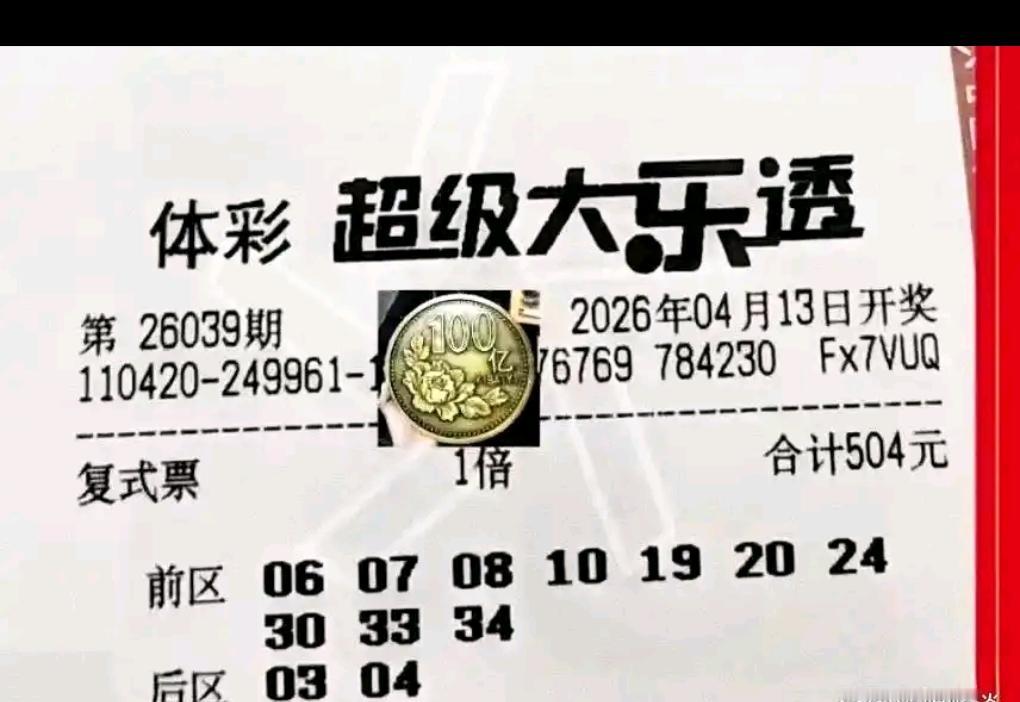 体彩 超级大乐透
第 26039期 2026年04月13日开奖
110420-249961-1 76769 784230 Fx7VUQ
100
亿
复式票 1倍 合计504元
前区 06 07 08 10 19 20 24
30 33 34
后区 03 04